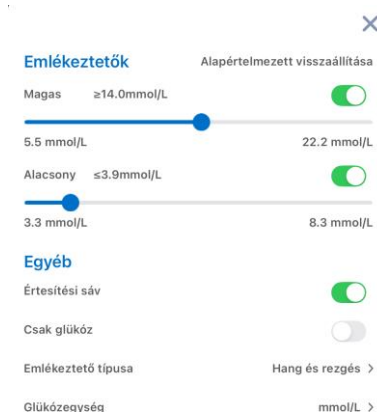 Emlékeztetők Alapértelmezett visszaállítása
Magas ≥14.0mmol/L
5.5 mmol/L 22.2 mmol/L
Alacsony ≤3.9mmol/L
3.3 mmol/L 8.3 mmol/L
Egyéb
Értesítési sáv
Csak glükóz
Emlékeztető típusa Hang és rezgés >
Glükózegység mmol/L >